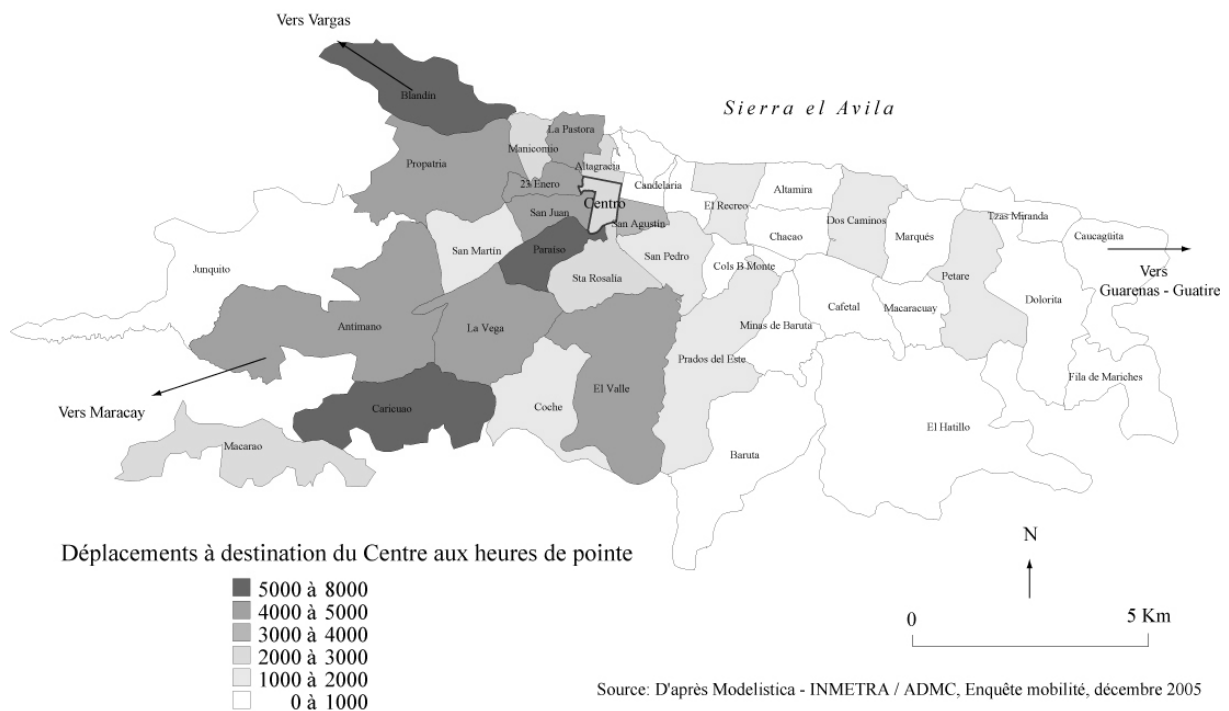 Vers Vargas
Blandin
Sierra el Avila
La Pastora
Manicomio
Propatria
Altagracia
23 Enero
Candelaria
Altamira
Centro
El Recreo
Dos Caminos
Tzas Miranda
San Juan
San Agustin
Chacao
Marqués
Caucagüita
San Martín
Paraiso
San Pedro
Cols B Monte
Junquito
Sta Rosalía
Petare
Vers
Guarenas - Guatire
Dolorita
Cafetal
Macaracuay
Antimano
La Vega
Minas de Baruta
Prados del Este
Fila de Mariches
El Valle
Vers Maracay
Caricuao
Coche
El Hatillo
Macarao
Baruta
Déplacements à destination du Centre aux heures de pointe
N
5000 à 8000
4000 à 5000
3000 à 4000
2000 à 3000
1000 à 2000
0 à 1000
0 5 Km
Source: D'après Modelistica - INMETRA / ADMC, Enquête mobilité, décembre 2005